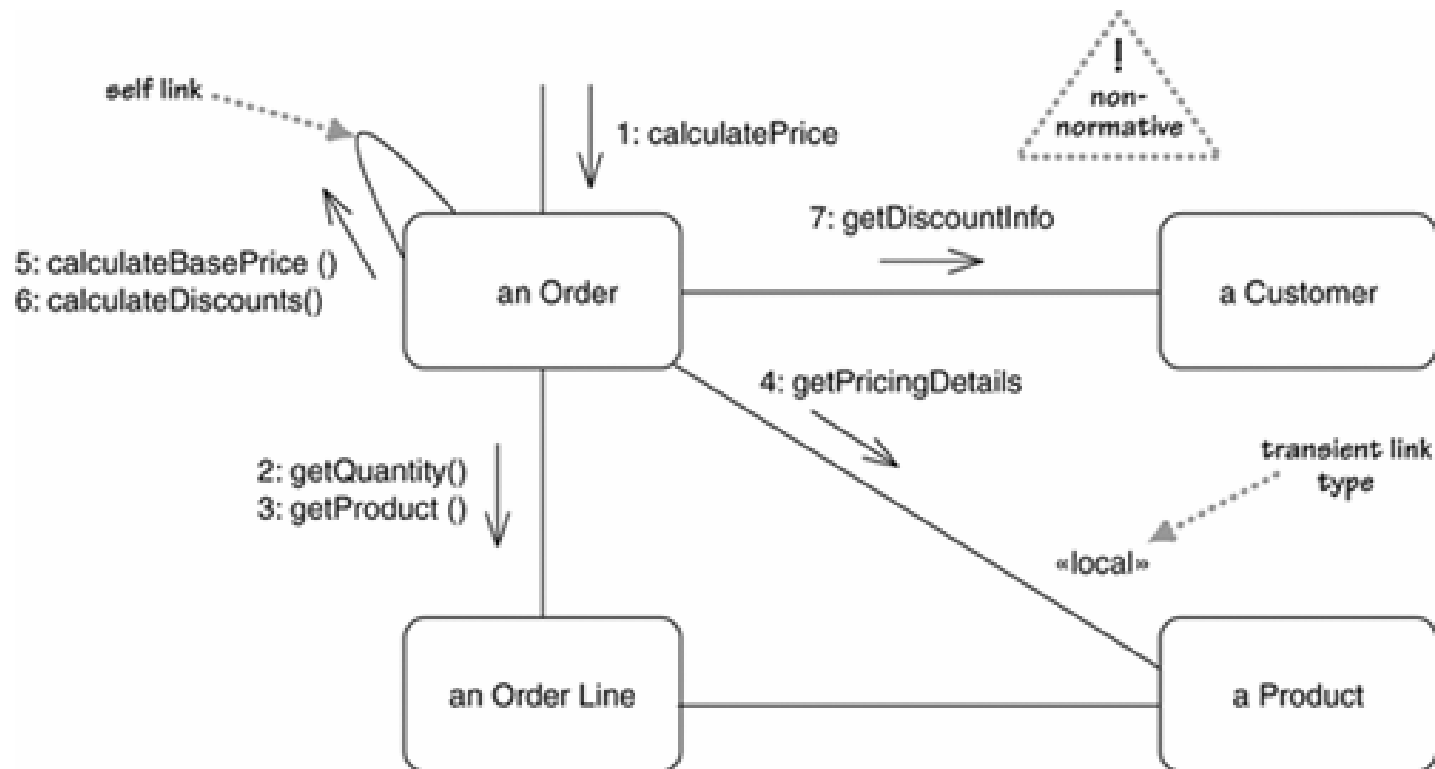 self link
1: calculatePrice
!
non-
normative
7: getDiscountInfo
5: calculateBasePrice ()
6: calculateDiscounts()
an Order
a Customer
4: getPricingDetails
2: getQuantity()
3: getProduct ()
transient link
type
«local»
an Order Line
a Product